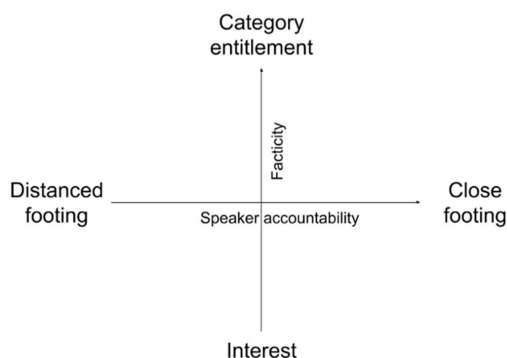 Category
entitlement
Facticity
Distanced
footing
Speaker accountability
Close
footing
Interest